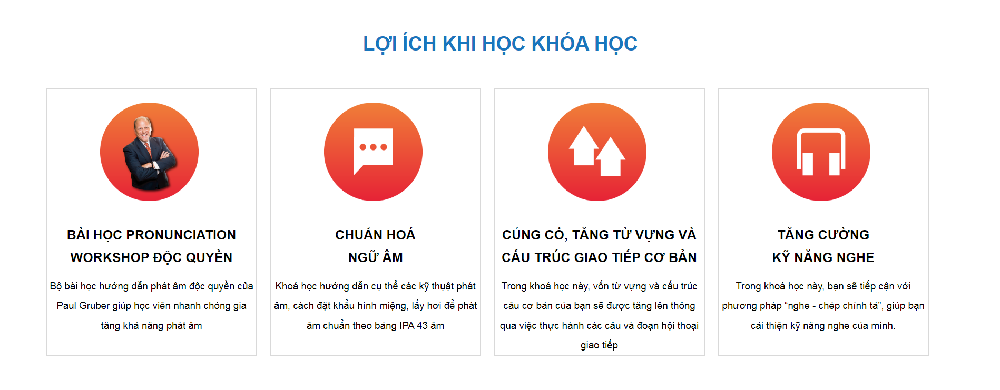 LỢI ÍCH KHI HỌC KHÓA HỌC
BÀI HỌC PRONUNCIATION
WORKSHOP ĐỘC QUYỀN
Bộ bài học hướng dẫn phát âm độc quyền của
Paul Gruber giúp học viên nhanh chóng gia
tăng khả năng phát âm
CHUẨN HOÁ
NGỮ ÂM
Khoá học hướng dẫn cụ thể các kỹ thuật phát
âm, cách đặt khẩu hình miệng, lấy hơi để phát
âm chuẩn theo bảng IPA 43 âm
CỦNG CỐ, TĂNG TỪ VỰNG VÀ
CẤU TRÚC GIAO TIẾP CƠ BẢN
Trong khoá học này, vốn từ vựng và cấu trúc
câu cơ bản của bạn sẽ được tăng lên thông
qua việc thực hành các câu và đoạn hội thoại
giao tiếp
TĂNG CƯỜNG
KỸ NĂNG NGHE
Trong khoá học này, bạn sẽ tiếp cận với
phương pháp “nghe - chép chính tả”, giúp bạn
cải thiện kỹ năng nghe của mình.